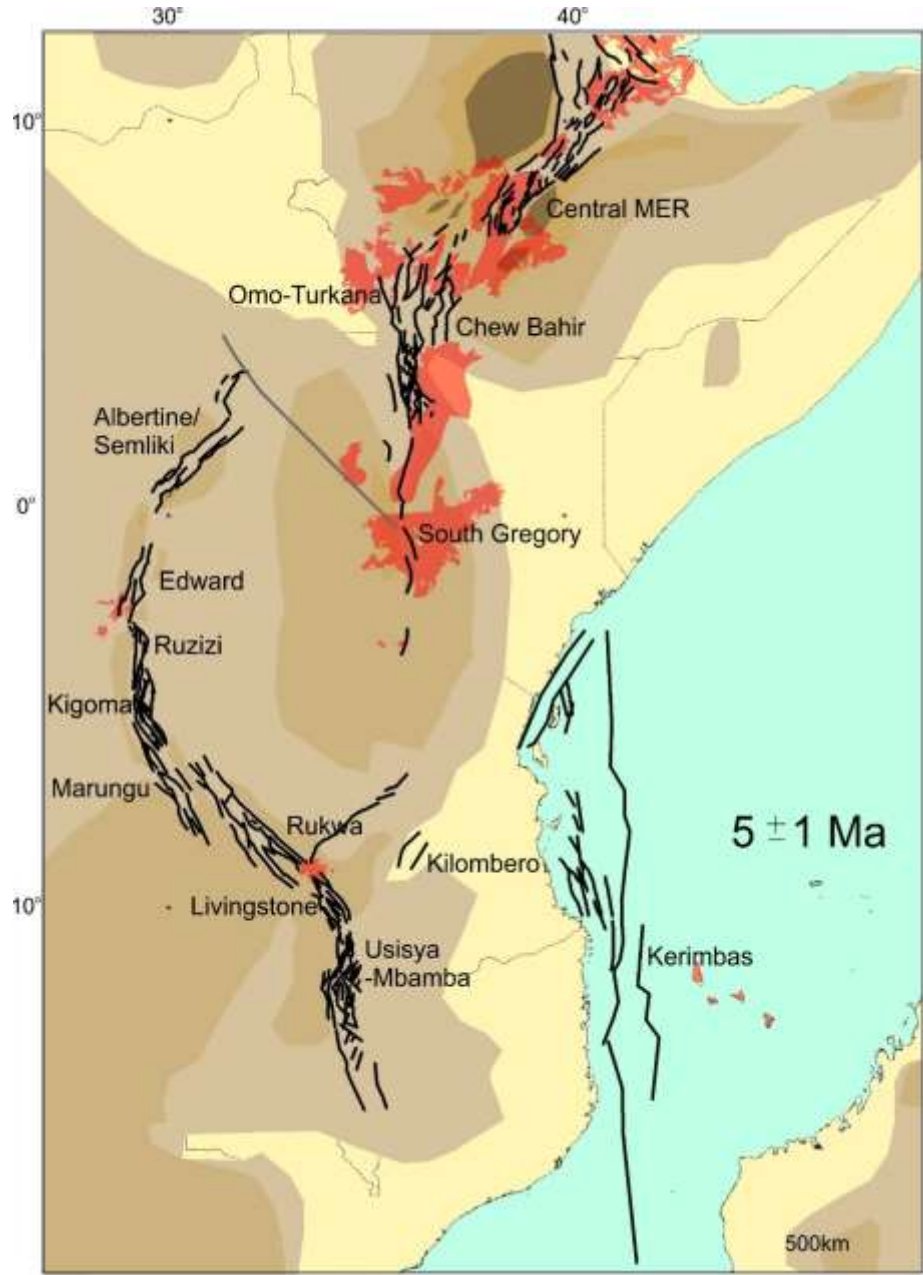 30°
40°
10°
Central MER
Omo-Turkana
Chew Bahir
Albertine/
Semliki
0°
South Gregory
Edward
Ruzizi
Kigoma
Marungu
Rukwa
5 ± 1 Ma
Kilombero
10°
Livingstone
Usisya
-Mbamba
Kerimbas
500km